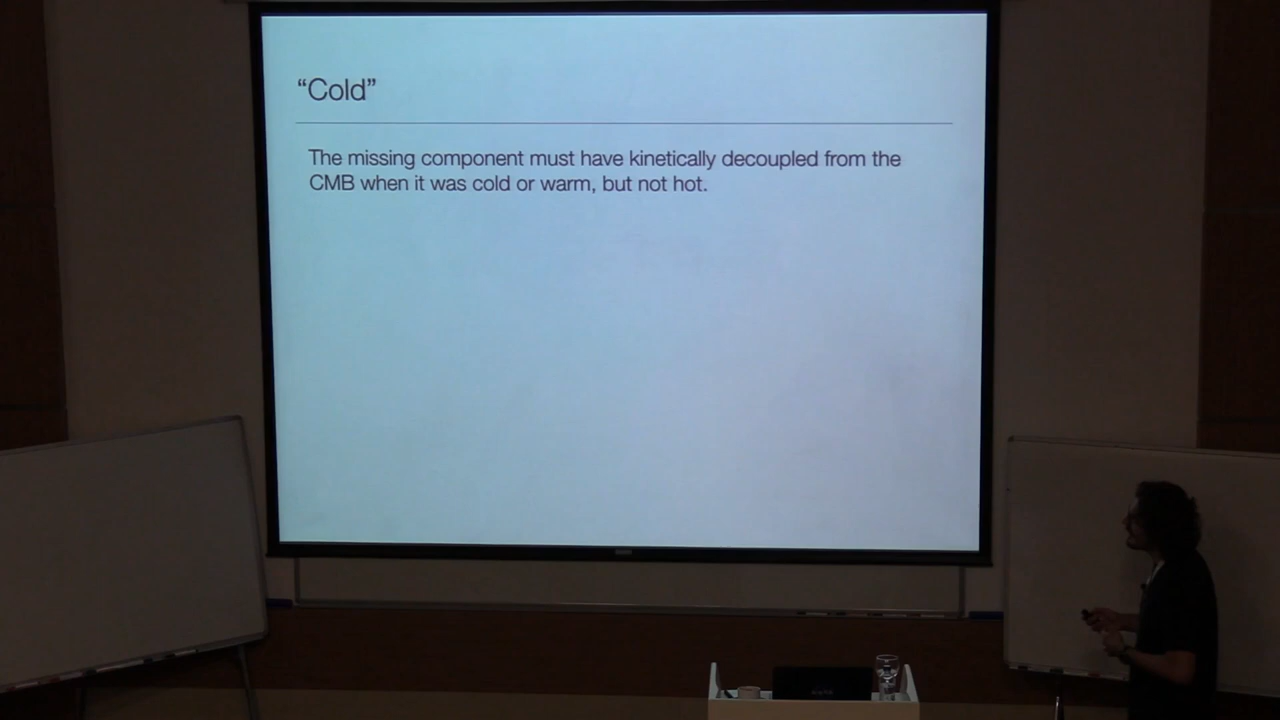 “Cold”
The missing component must have kinetically decoupled from the
CMB when it was cold or warm, but not hot.